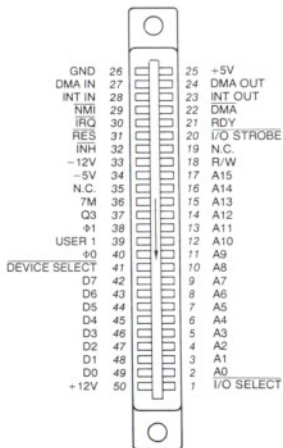 GND 26 25 +5V
DMA IN 27 24 DMA OUT
INT IN 28 23 INT OUT
NMI 29 22 DMA
IRQ 30 21 RDY
RES 31 20 I/O STROBE
INH 32 19 N.C.
−12V 33 18 R/W
−5V 34 17 A15
N.C. 35 16 A14
7M 36 15 A13
Q3 37 14 A12
Φ1 38 13 A11
USER 1 39 12 A10
Φ0 40 11 A9
DEVICE SELECT 41 10 A8
D7 42 9 A7
D6 43 8 A6
D5 44 7 A5
D4 45 6 A4
D3 46 5 A3
D2 47 4 A2
D1 48 3 A1
D0 49 2 A0
+12V 50 1 I/O SELECT